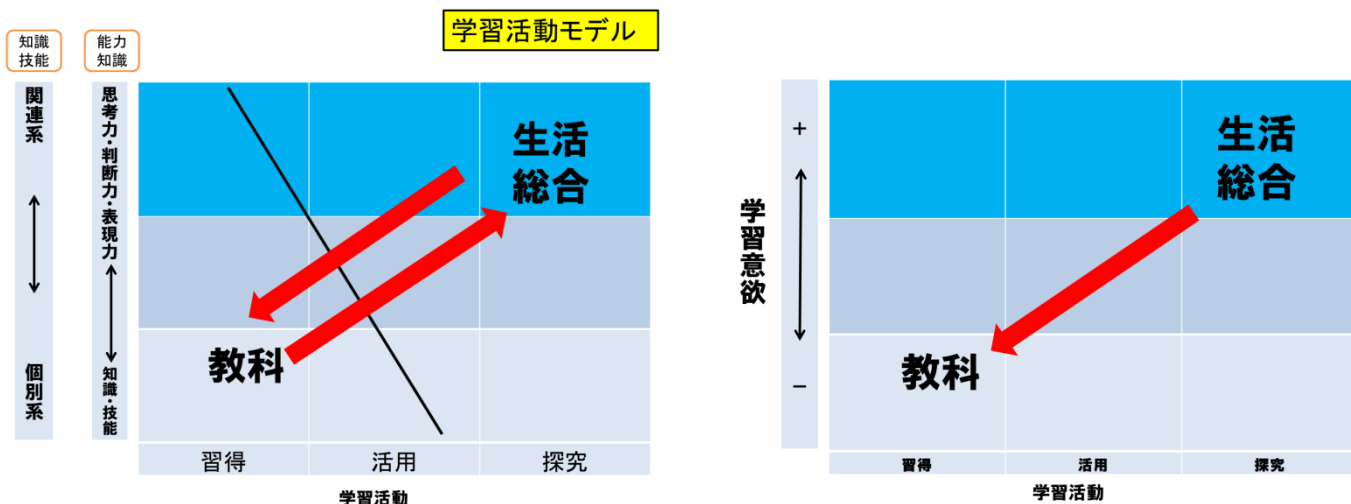 学習活動モデル
知識
技能
能力
知識
関連系
個別系
思考力・判断力・表現力
知識・技能
生活
総合
教科
習得
活用
探究
学習活動
学習意欲
+
−
生活
総合
教科
習得
活用
探究
学習活動